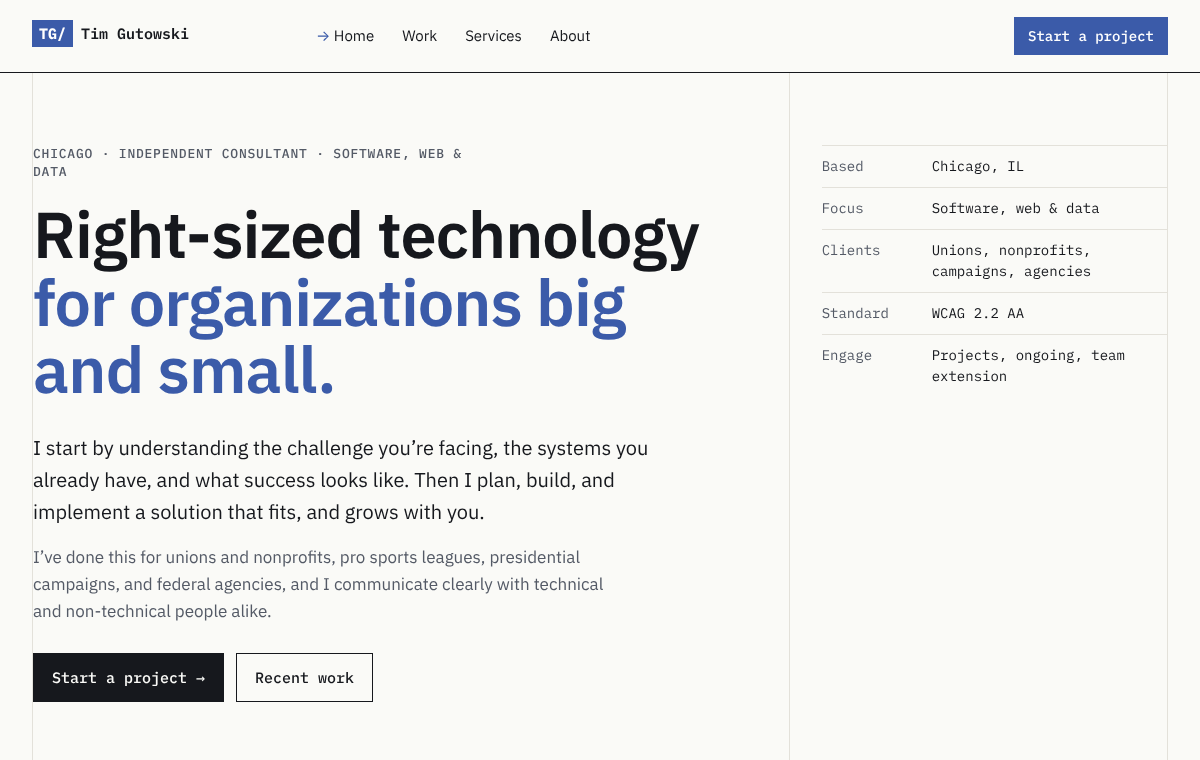 TG/ Tim Gutowski
→ Home Work Services About
Start a project
CHICAGO · INDEPENDENT CONSULTANT · SOFTWARE, WEB &
DATA
Right-sized technology
for organizations big
and small.
I start by understanding the challenge you’re facing, the systems you
already have, and what success looks like. Then I plan, build, and
implement a solution that fits, and grows with you.
I’ve done this for unions and nonprofits, pro sports leagues, presidential
campaigns, and federal agencies, and I communicate clearly with technical
and non-technical people alike.
Start a project → Recent work
Based Chicago, IL
Focus Software, web & data
Clients Unions, nonprofits,
campaigns, agencies
Standard WCAG 2.2 AA
Engage Projects, ongoing, team
extension